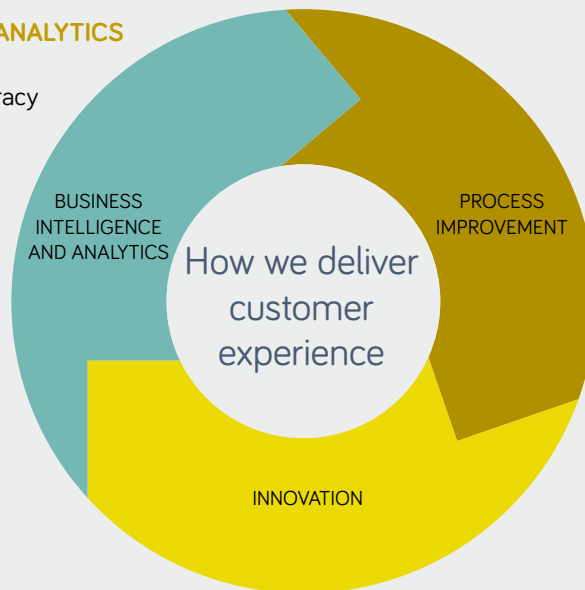 ANALYTICS
racy
BUSINESS
INTELLIGENCE
AND ANALYTICS
PROCESS
IMPROVEMENT
How we deliver
customer
experience
INNOVATION